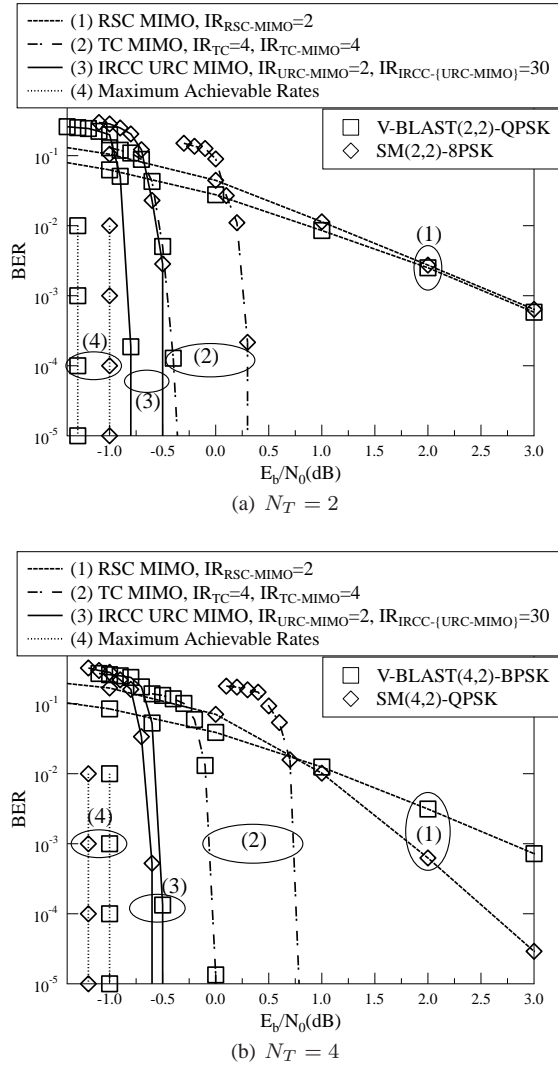 (1) RSC MIMO, IR_RSC-MIMO=2
(2) TC MIMO, IR_TC=4, IR_TC-MIMO=4
(3) IRCC URC MIMO, IR_URC-MIMO=2, IR_IRCC-{URC-MIMO}=30
(4) Maximum Achievable Rates
V-BLAST(2,2)-QPSK
SM(2,2)-8PSK
10^-1
10^-2
10^-3
10^-4
10^-5
BER
(1)
(2)
(3)
(4)
-1.0 -0.5 0.0 0.5 1.0 1.5 2.0 2.5 3.0
E_b/N_0(dB)
(a) N_T = 2
(1) RSC MIMO, IR_RSC-MIMO=2
(2) TC MIMO, IR_TC=4, IR_TC-MIMO=4
(3) IRCC URC MIMO, IR_URC-MIMO=2, IR_IRCC-{URC-MIMO}=30
(4) Maximum Achievable Rates
V-BLAST(4,2)-BPSK
SM(4,2)-QPSK
10^-1
10^-2
10^-3
10^-4
10^-5
BER
(4)
(2)
(1)
(3)
-1.0 -0.5 0.0 0.5 1.0 1.5 2.0 2.5 3.0
E_b/N_0(dB)
(b) N_T = 4